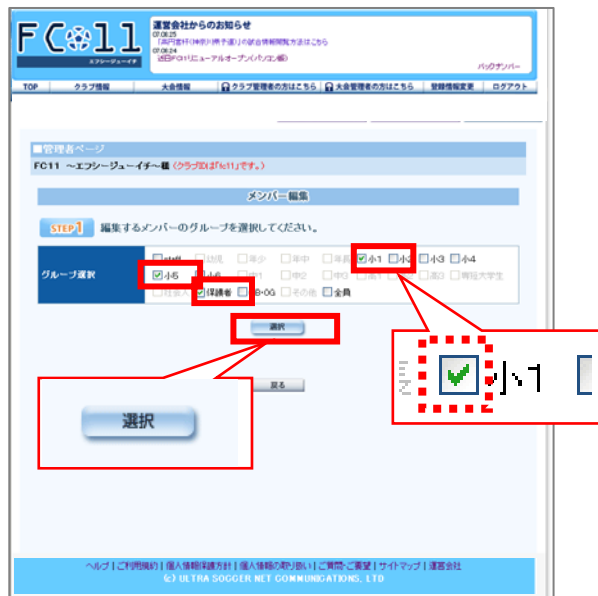 FC11
エフシージューイチ
運営会社からのお知らせ
07.08.25
「高円宮杯(神奈川県予選)」の試合情報閲覧方法はこちら
07.08.24
近日FC11リニューアルオープン(パソコン版)
バックナンバー
TOP クラブ情報 大会情報 クラブ管理者の方はこちら 大会管理者の方はこちら 登録情報変更 ログアウト
■管理者ページ
FC11 ～エフシージューイチ～様 (クラブIDは「fc11」です。)
メンバー編集
STEP1 編集するメンバーのグループを選択してください。
グループ選択
staff 幼児 年少 年中 年長 小1 小2 小3 小4
小5 小6 中1 中2 中3 高1 高3 専短大学生
社会人 保護者 OB・OG その他 全員
選択
小1
戻る
選択
ヘルプ | ご利用規約 | 個人情報保護方針 | 個人情報の取り扱い | ご質問・ご要望 | サイトマップ | 運営会社
(c) ULTRA SOCCER NET COMMUNICATIONS, LTD